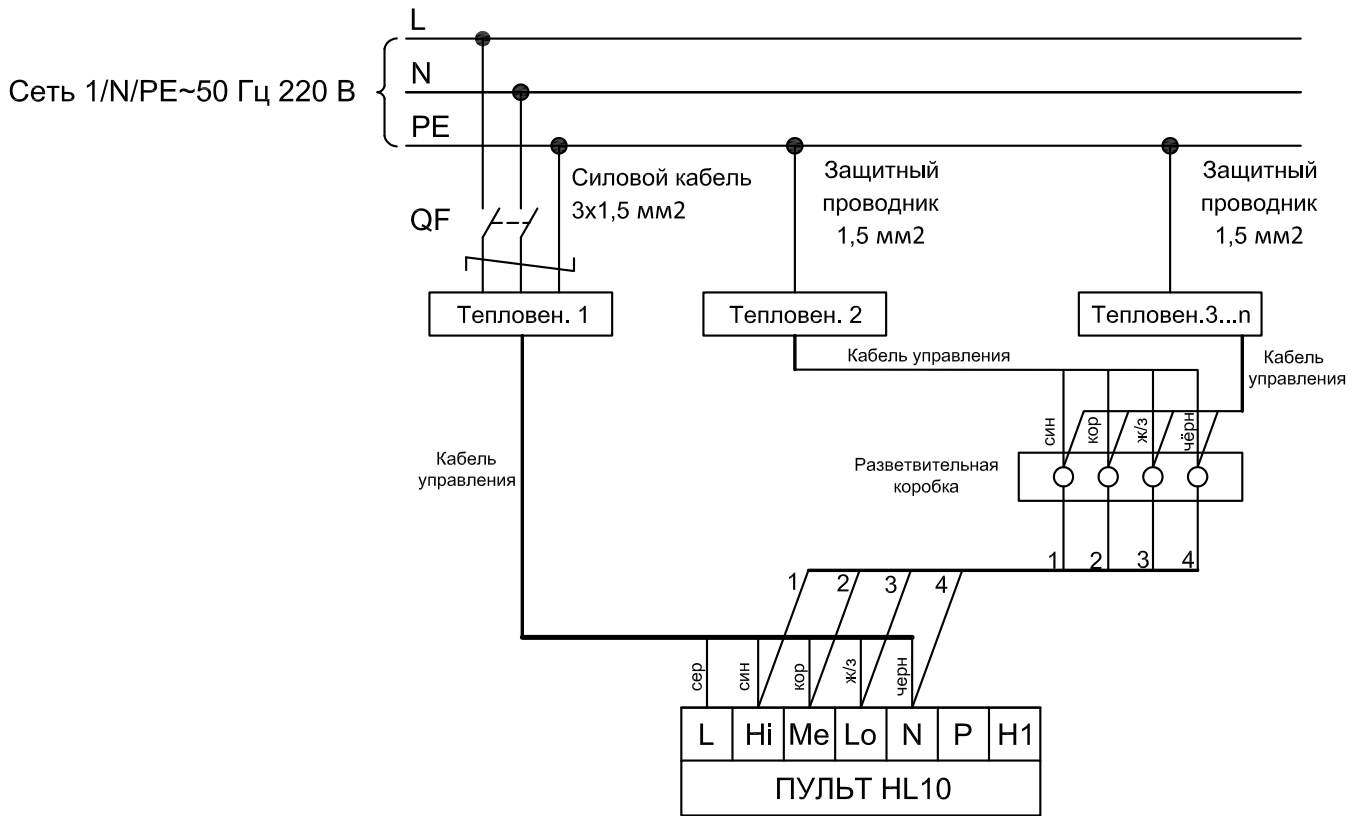 L
Сеть 1/N/PE~50 Гц 220 В
N
PE
QF
Силовой кабель
3х1,5 мм2
Защитный
проводник
1,5 мм2
Защитный
проводник
1,5 мм2
Тепловен. 1
Тепловен. 2
Тепловен.3...n
Кабель управления
Кабель
управления
син
кор
ж/з
чёрн
Кабель
управления
Разветвительная
коробка
1 2 3 4
1 2 3 4
сер
син
кор
ж/з
черн
L Hi Me Lo N P H1
ПУЛЬТ HL10